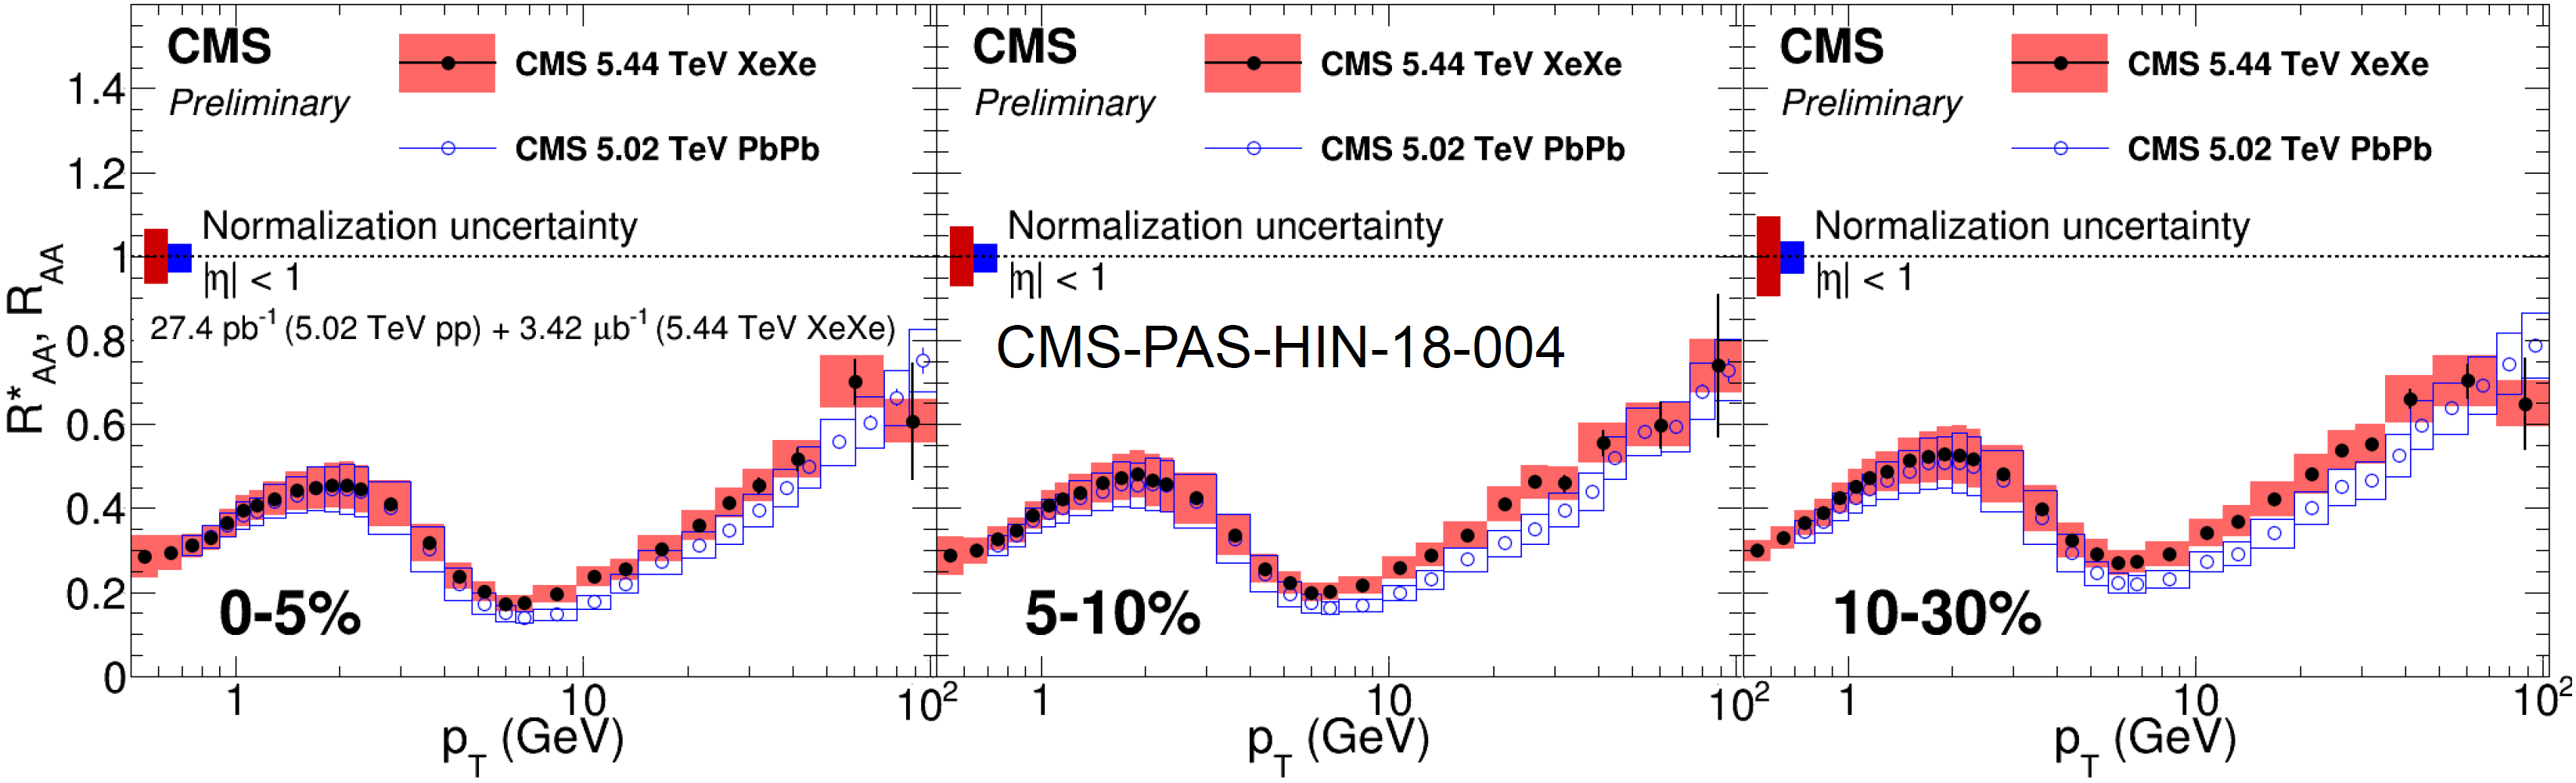 CMS
Preliminary
CMS 5.44 TeV XeXe
CMS 5.02 TeV PbPb
Normalization uncertainty
|η| < 1
27.4 pb⁻¹ (5.02 TeV pp) + 3.42 μb⁻¹ (5.44 TeV XeXe)
0-5%
R*AA, RAA
1.4
1.2
1
0.8
0.6
0.4
0.2
0
1 10 10²
pT (GeV)
CMS
Preliminary
CMS 5.44 TeV XeXe
CMS 5.02 TeV PbPb
Normalization uncertainty
|η| < 1
CMS-PAS-HIN-18-004
5-10%
1 10 10²
pT (GeV)
CMS
Preliminary
CMS 5.44 TeV XeXe
CMS 5.02 TeV PbPb
Normalization uncertainty
|η| < 1
10-30%
1 10 10²
pT (GeV)